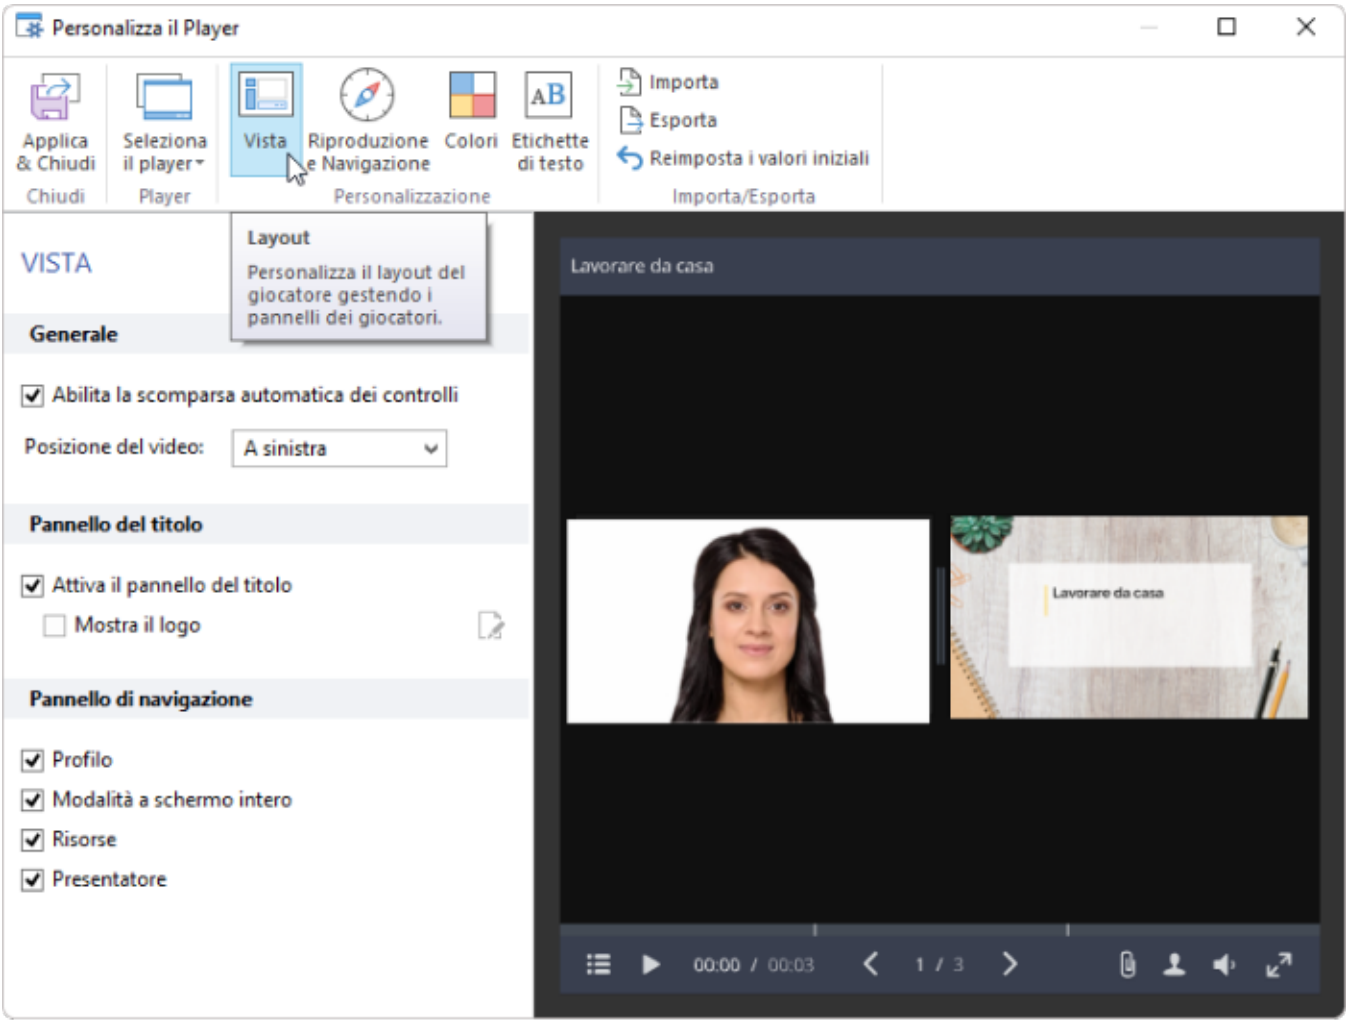 Personalizza il Player
Applica
& Chiudi
Chiudi
Seleziona
il player
Player
Vista
Riproduzione
e Navigazione
Colori
AB
Etichette
di testo
Personalizzazione
Importa
Esporta
Reimposta i valori iniziali
Importa/Esporta
Layout
Personalizza il layout del
giocatore gestendo i
pannelli dei giocatori.
VISTA
Generale
Abilita la scomparsa automatica dei controlli
Posizione del video: A sinistra
Pannello del titolo
Attiva il pannello del titolo
Mostra il logo
Pannello di navigazione
Profilo
Modalità a schermo intero
Risorse
Presentatore
Lavorare da casa
Lavorare da casa
00:00 / 00:03
1 / 3